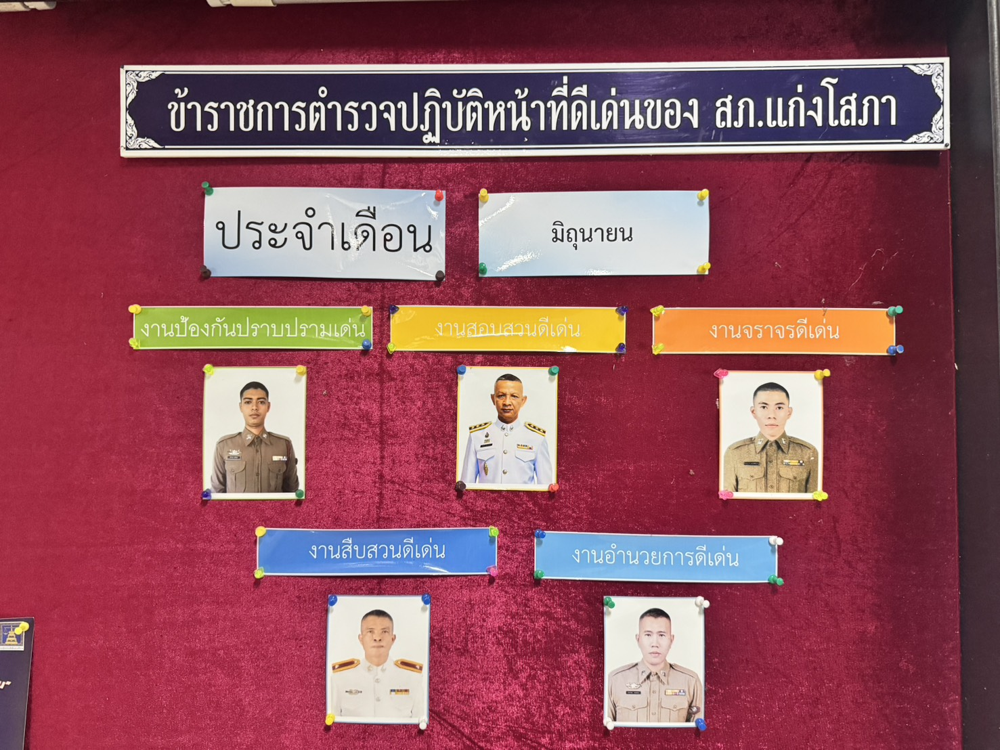 ข้าราชการตำรวจปฏิบัติหน้าที่ดีเด่นของ สภ.แก่งโสภา
ประจำเดือน
มิถุนายน
งานป้องกันปราบปรามเด่น
งานสอบสวนดีเด่น
งานจราจรดีเด่น
งานสืบสวนดีเด่น
งานอำนวยการดีเด่น